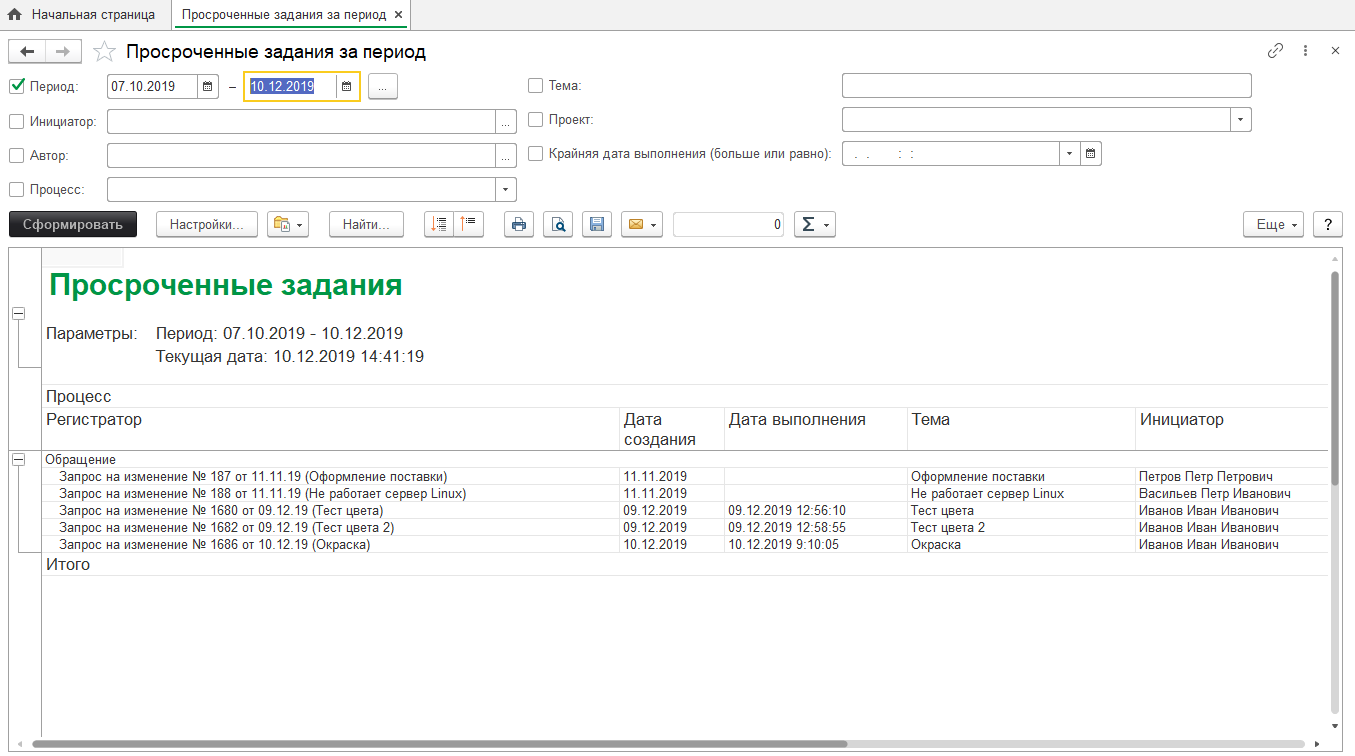 Начальная страница
Просроченные задания за период
Просроченные задания за период
Период: 07.10.2019 – 10.12.2019 ...
Тема:
Инициатор: ...
Проект:
Автор: ...
Крайняя дата выполнения (больше или равно): . . : :
Процесс:
Сформировать Настройки... Найти... 0 Σ Еще ?
Просроченные задания
Параметры: Период: 07.10.2019 - 10.12.2019
Текущая дата: 10.12.2019 14:41:19
Процесс
Регистратор Дата создания Дата выполнения Тема Инициатор
Обращение
Запрос на изменение № 187 от 11.11.19 (Оформление поставки) 11.11.2019 Оформление поставки Петров Петр Петрович
Запрос на изменение № 188 от 11.11.19 (Не работает сервер Linux) 11.11.2019 Не работает сервер Linux Васильев Петр Иванович
Запрос на изменение № 1680 от 09.12.19 (Тест цвета) 09.12.2019 09.12.2019 12:56:10 Тест цвета Иванов Иван Иванович
Запрос на изменение № 1682 от 09.12.19 (Тест цвета 2) 09.12.2019 09.12.2019 12:58:55 Тест цвета 2 Иванов Иван Иванович
Запрос на изменение № 1686 от 10.12.19 (Окраска) 10.12.2019 10.12.2019 9:10:05 Окраска Иванов Иван Иванович
Итого